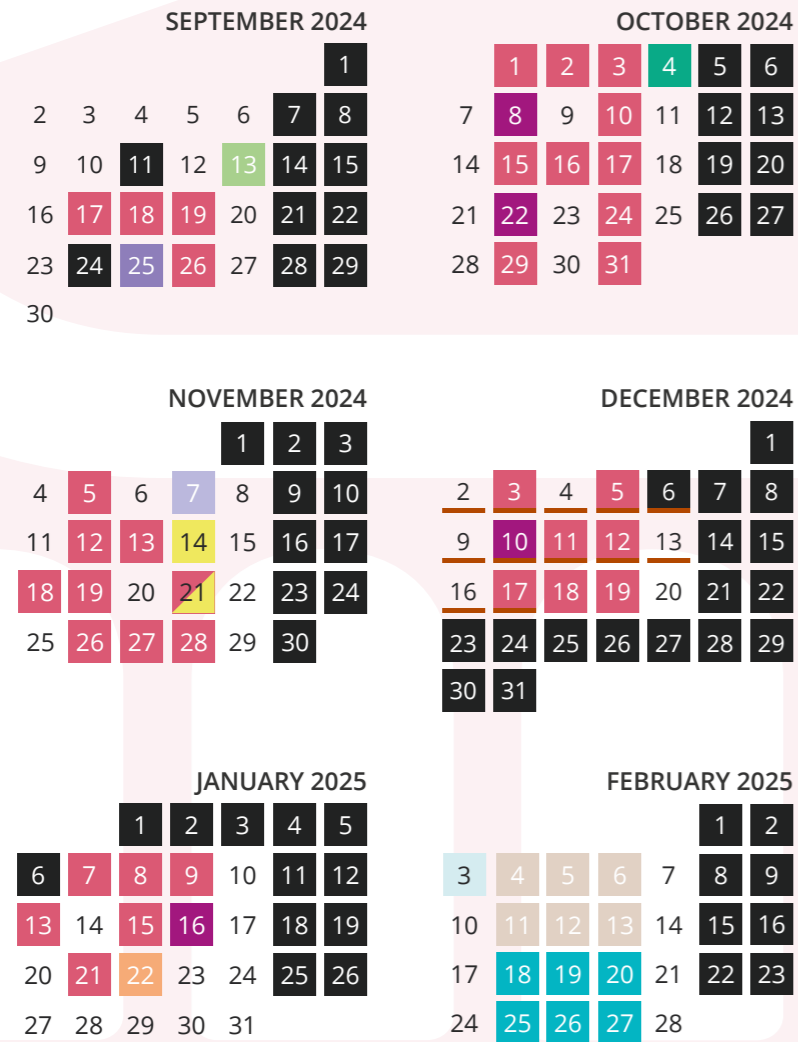 SEPTEMBER 2024
1
2 3 4 5 6 7 8
9 10 11 12 13 14 15
16 17 18 19 20 21 22
23 24 25 26 27 28 29
30
OCTOBER 2024
1 2 3 4 5 6
7 8 9 10 11 12 13
14 15 16 17 18 19 20
21 22 23 24 25 26 27
28 29 30 31
NOVEMBER 2024
1 2 3
4 5 6 7 8 9 10
11 12 13 14 15 16 17
18 19 20 21 22 23 24
25 26 27 28 29 30
DECEMBER 2024
1
2 3 4 5 6 7 8
9 10 11 12 13 14 15
16 17 18 19 20 21 22
23 24 25 26 27 28 29
30 31
JANUARY 2025
1 2 3 4 5
6 7 8 9 10 11 12
13 14 15 16 17 18 19
20 21 22 23 24 25 26
27 28 29 30 31
FEBRUARY 2025
1 2
3 4 5 6 7 8 9
10 11 12 13 14 15 16
17 18 19 20 21 22 23
24 25 26 27 28